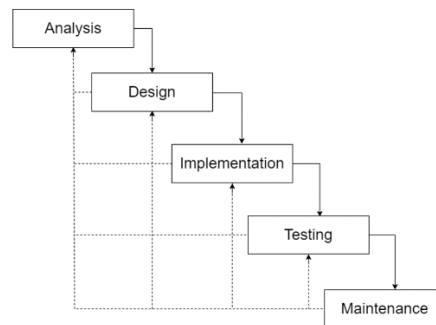 Analysis
Design
Implementation
Testing
Maintenance